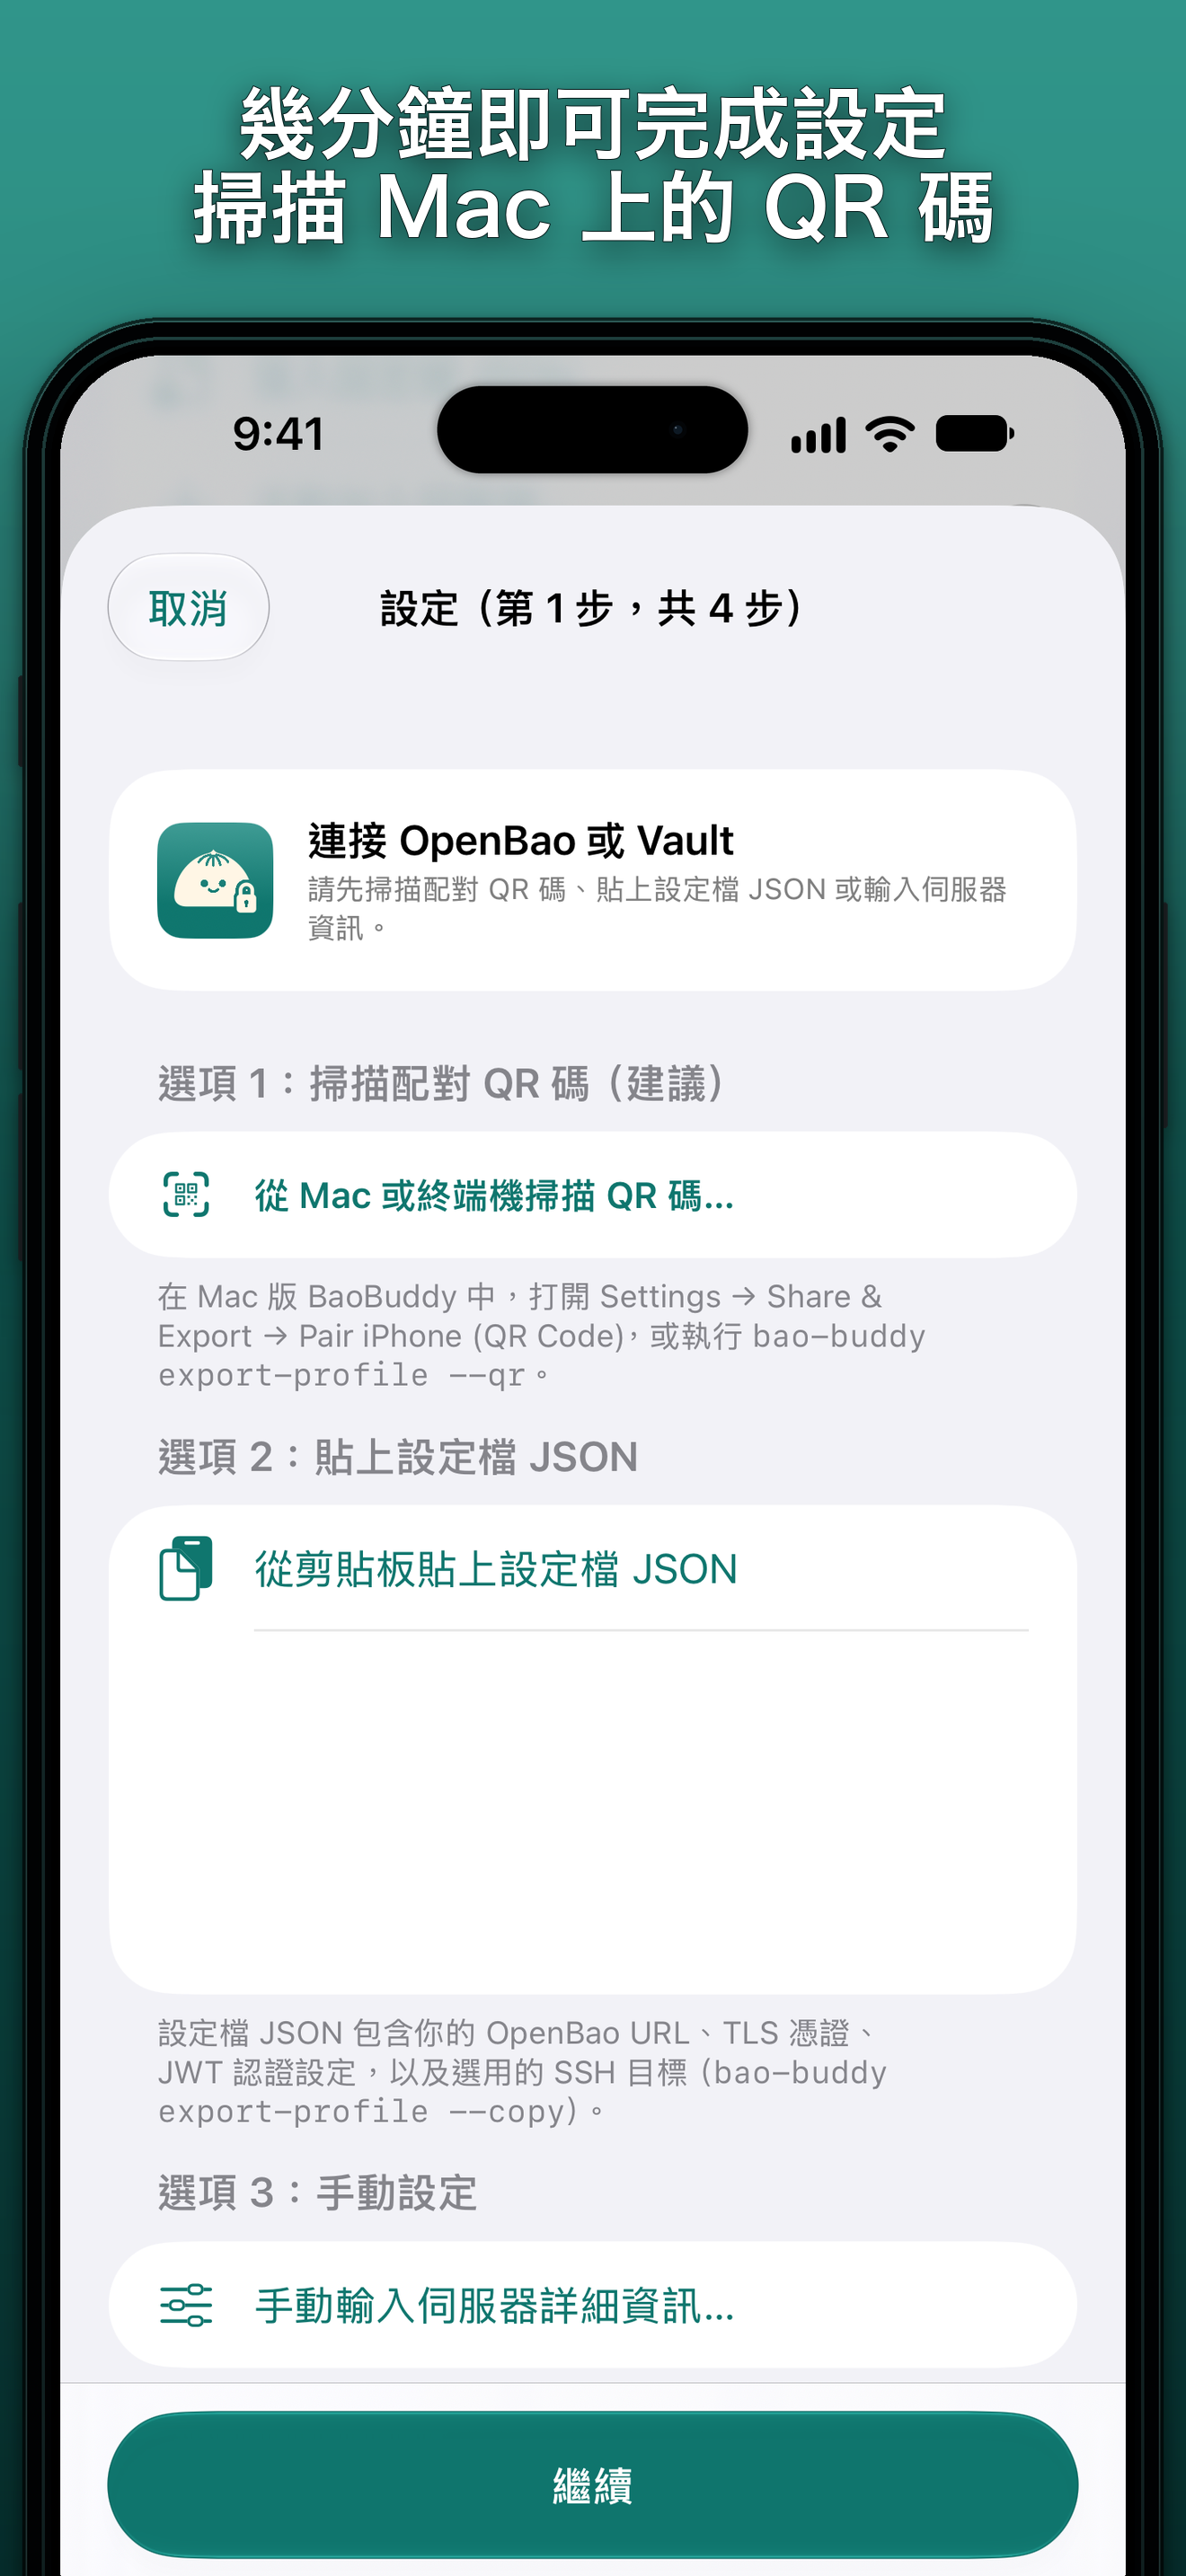 幾分鐘即可完成設定
掃描 Mac 上的 QR 碼
9:41
取消
設定（第 1 步，共 4 步）
連接 OpenBao 或 Vault
請先掃描配對 QR 碼、貼上設定檔 JSON 或輸入伺服器
資訊。
選項 1：掃描配對 QR 碼（建議）
從 Mac 或終端機掃描 QR 碼...
在 Mac 版 BaoBuddy 中，打開 Settings → Share &
Export → Pair iPhone (QR Code)，或執行 bao-buddy
export-profile --qr。
選項 2：貼上設定檔 JSON
從剪貼板貼上設定檔 JSON
設定檔 JSON 包含你的 OpenBao URL、TLS 憑證、
JWT 認證設定，以及選用的 SSH 目標（bao-buddy
export-profile --copy）。
選項 3：手動設定
手動輸入伺服器詳細資訊...
繼續